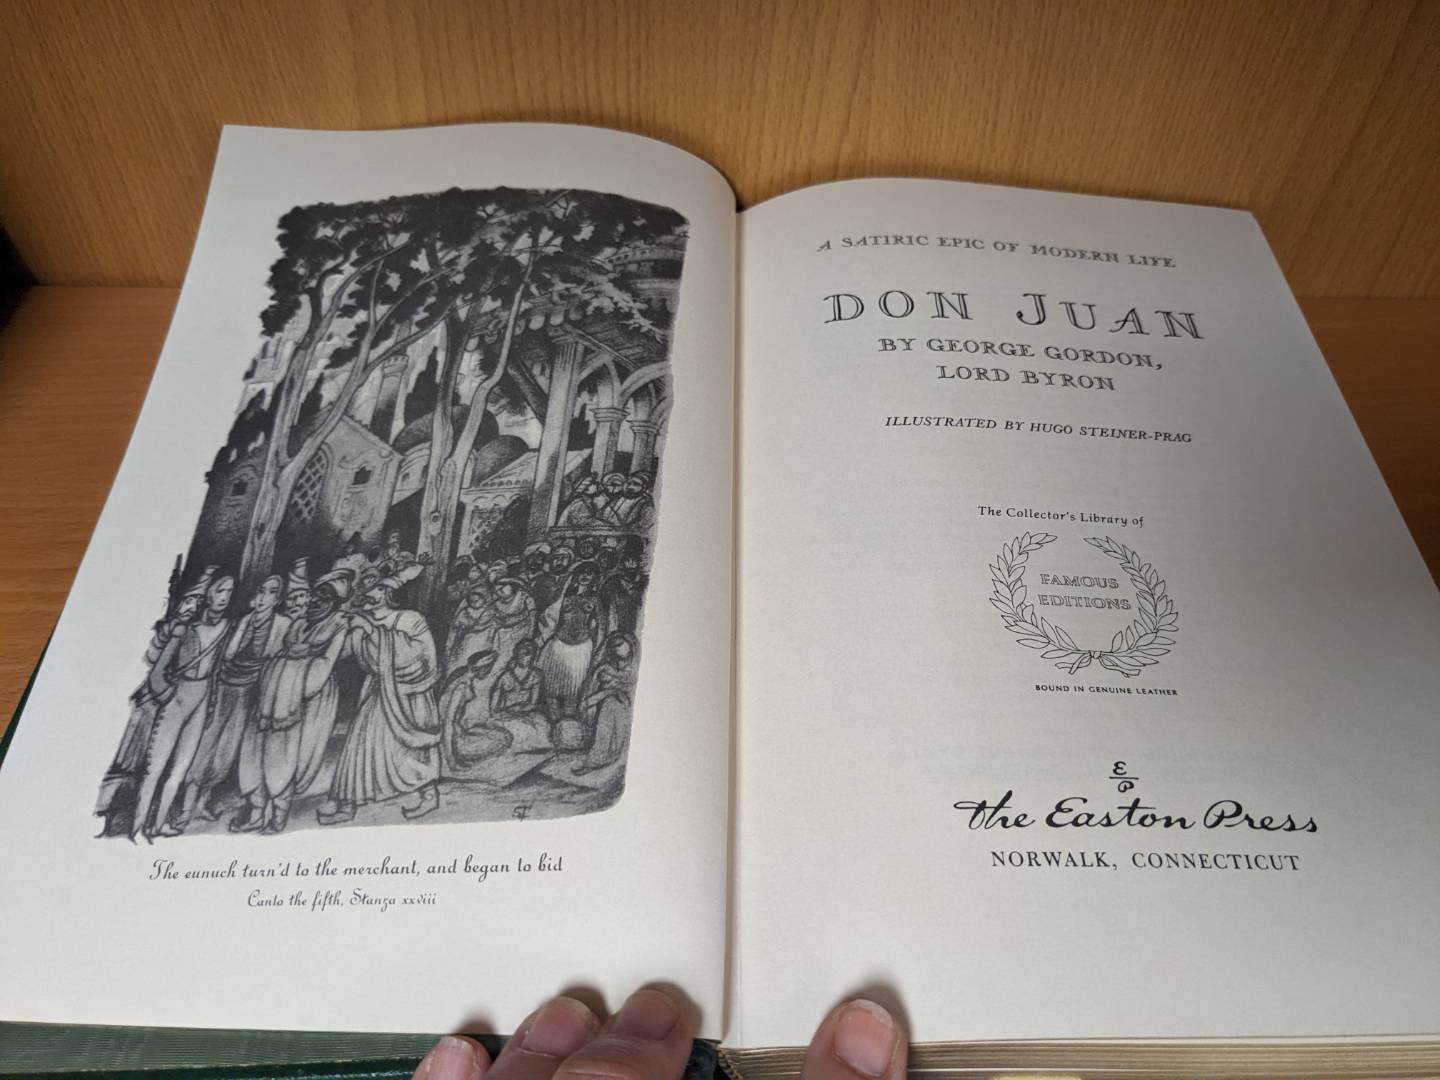 The eunuch turn'd to the merchant, and began to bid
Canto the fifth, Stanza xxviii
A SATIRIC EPIC OF MODERN LIFE
DON JUAN
BY GEORGE GORDON,
LORD BYRON
ILLUSTRATED BY HUGO STEINER-PRAG
The Collector's Library of
FAMOUS
EDITIONS
BOUND IN GENUINE LEATHER
E
P
The Easton Press
NORWALK, CONNECTICUT